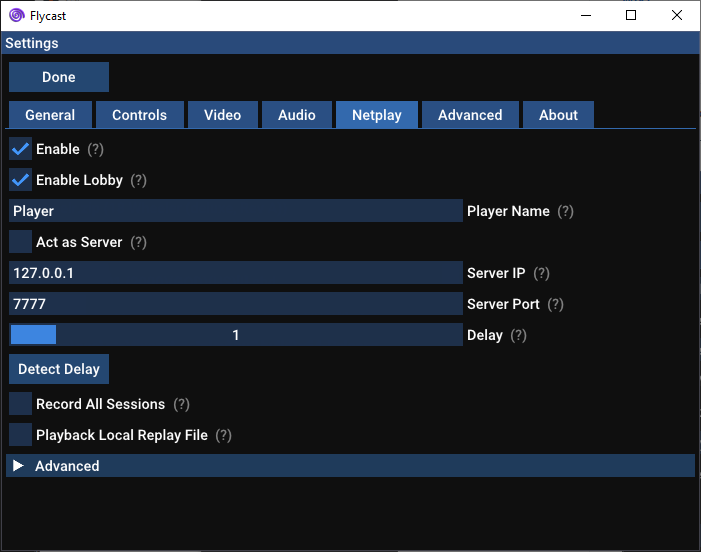 Flycast
Settings
Done
General Controls Video Audio Netplay Advanced About
Enable (?)
Enable Lobby (?)
Player Player Name (?)
Act as Server (?)
127.0.0.1 Server IP (?)
7777 Server Port (?)
1 Delay (?)
Detect Delay
Record All Sessions (?)
Playback Local Replay File (?)
Advanced